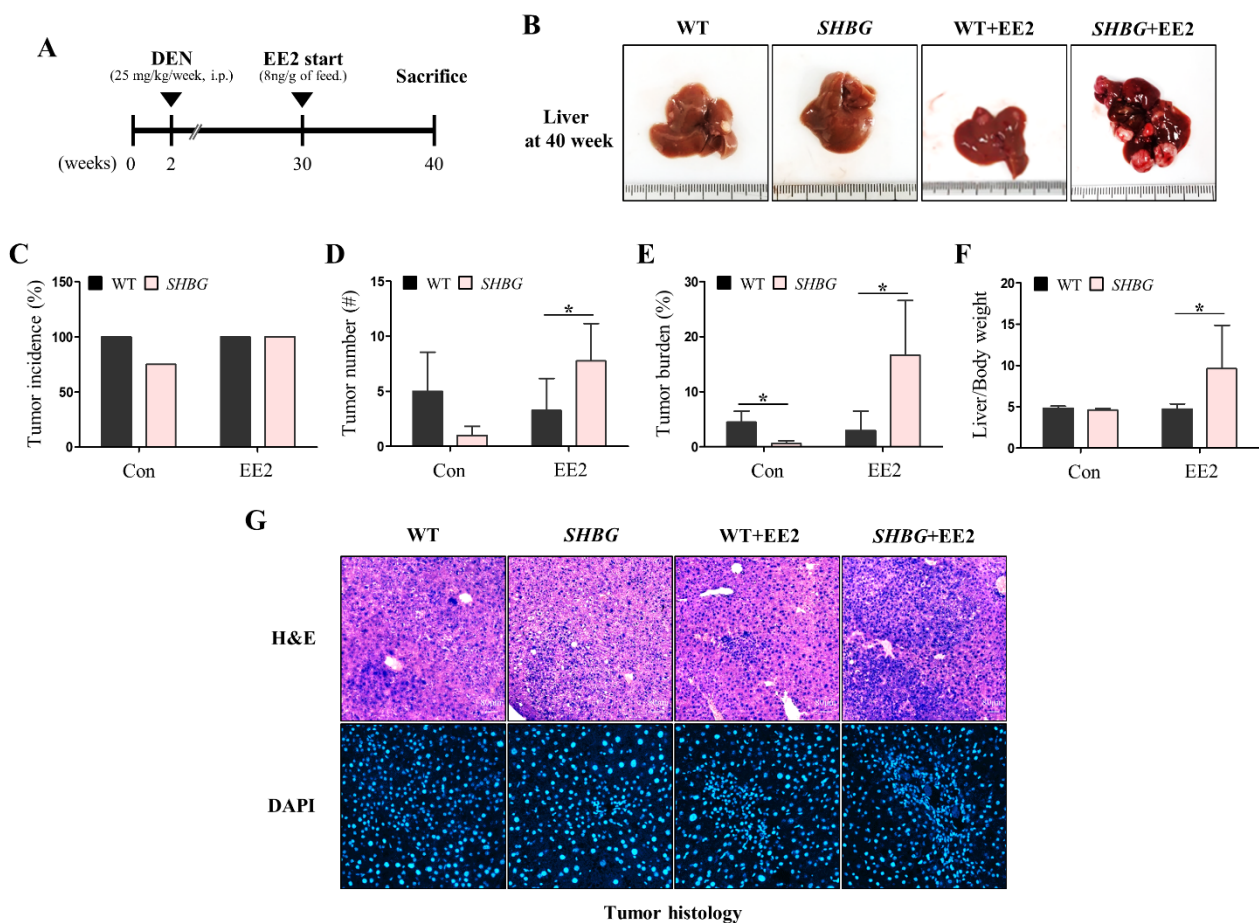 A
DEN
(25 mg/kg/week, i.p.)
EE2 start
(8ng/g of feed.)
Sacrifice
(weeks) 0 2 30 40
B
WT SHBG WT+EE2 SHBG+EE2
Liver
at 40 week
C
WT SHBG
Tumor incidence (%)
150
100
50
0
Con EE2
D
WT SHBG
Tumor number (#)
15
10
5
0
*
Con EE2
E
WT SHBG
Tumor burden (%)
30
20
10
0
* *
Con EE2
F
WT SHBG
Liver/Body weight
20
15
10
5
0
*
Con EE2
G
WT SHBG WT+EE2 SHBG+EE2
H&E
DAPI
Tumor histology